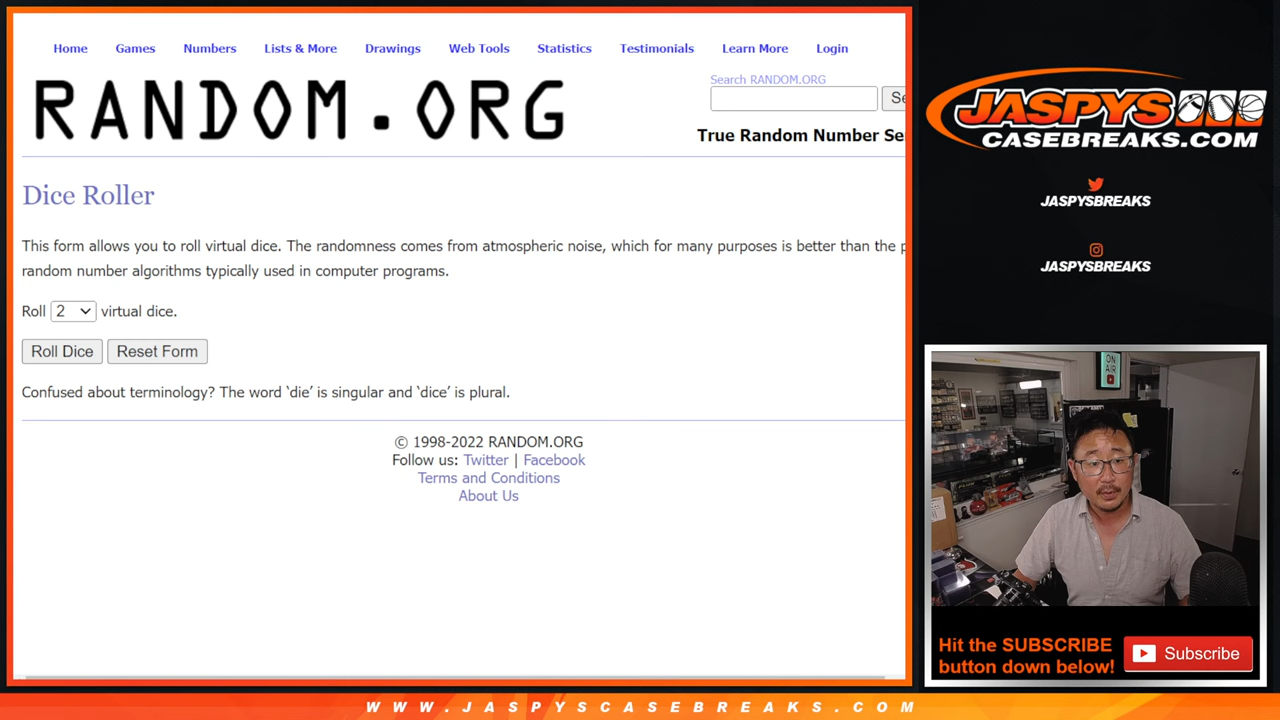 Home Games Numbers Lists & More Drawings Web Tools Statistics Testimonials Learn More Login
RANDOM.ORG
Search RANDOM.ORG
Se
True Random Number Se
Dice Roller
This form allows you to roll virtual dice. The randomness comes from atmospheric noise, which for many purposes is better than the p
random number algorithms typically used in computer programs.
Roll 2 virtual dice.
Roll Dice Reset Form
Confused about terminology? The word ‘die’ is singular and ‘dice’ is plural.
© 1998-2022 RANDOM.ORG
Follow us: Twitter | Facebook
Terms and Conditions
About Us
JASPYS
CASEBREAKS.COM
JASPYSBREAKS
JASPYSBREAKS
ON
AIR
Hit the SUBSCRIBE
button down below!
Subscribe
WWW.JASPYSCASEBREAKS.COM